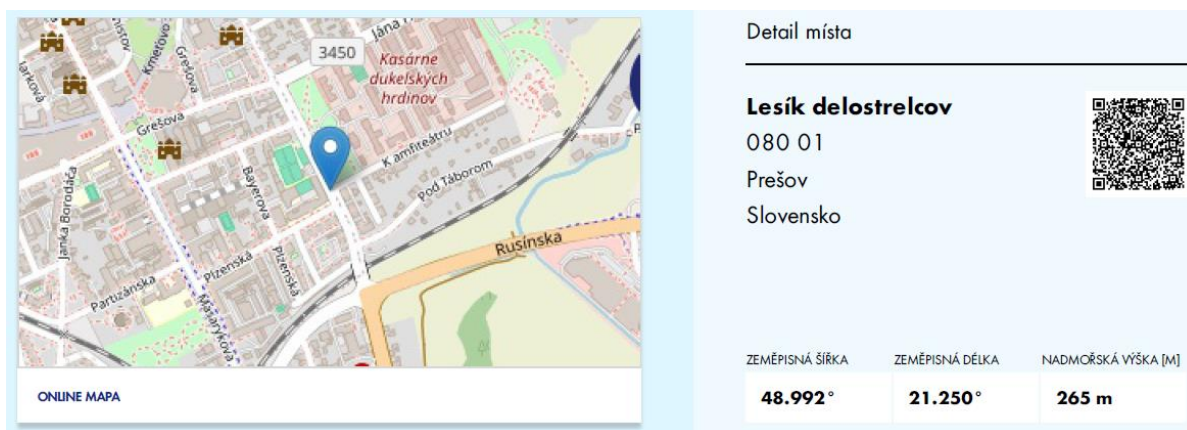 Jána
3450
Kasárne
dukelských
hrdinov
Kmeťovo
Grešova
Jarková
Grešova
K amfiteátru
Pod Táborom
Bayerova
Janka Borodáča
Rusínska
Plzenská
Plzenská
Partizánska
Masarykova
ONLINE MAPA
Detail místa
Lesík delostrelcov
080 01
Prešov
Slovensko
ZEMĚPISNÁ ŠÍŘKA
ZEMĚPISNÁ DÉLKA
NADMOŘSKÁ VÝŠKA [M]
48.992°
21.250°
265 m